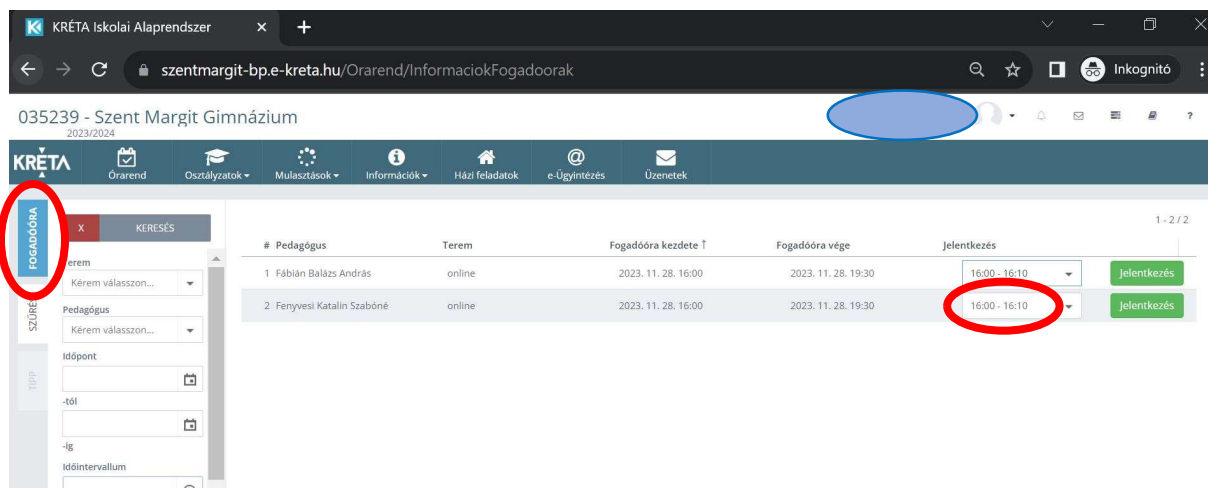 KRÉTA Iskolai Alaprendszer
szentmargit-bp.e-kreta.hu/Orarend/InformaciokFogadoorak
Inkognitó
035239 - Szent Margit Gimnázium
2023/2024
KRÉTA
Órarend
Osztályzatok
Mulasztások
Információk
Házi feladatok
e-Ügyintézés
Üzenetek
FOGADÓÓRA
X KERESÉS
1 - 2 / 2
# Pedagógus Terem Fogadóóra kezdete ↑ Fogadóóra vége Jelentkezés
1 Fábián Balázs András online 2023. 11. 28. 16:00 2023. 11. 28. 19:30 16:00 - 16:10 Jelentkezés
2 Fenyvesi Katalin Szabóné online 2023. 11. 28. 16:00 2023. 11. 28. 19:30 16:00 - 16:10 Jelentkezés
Kérem válasszon...
SZŰRÉS
Pedagógus
Kérem válasszon...
Időpont
TIPP
-tól
-ig
Időintervallum